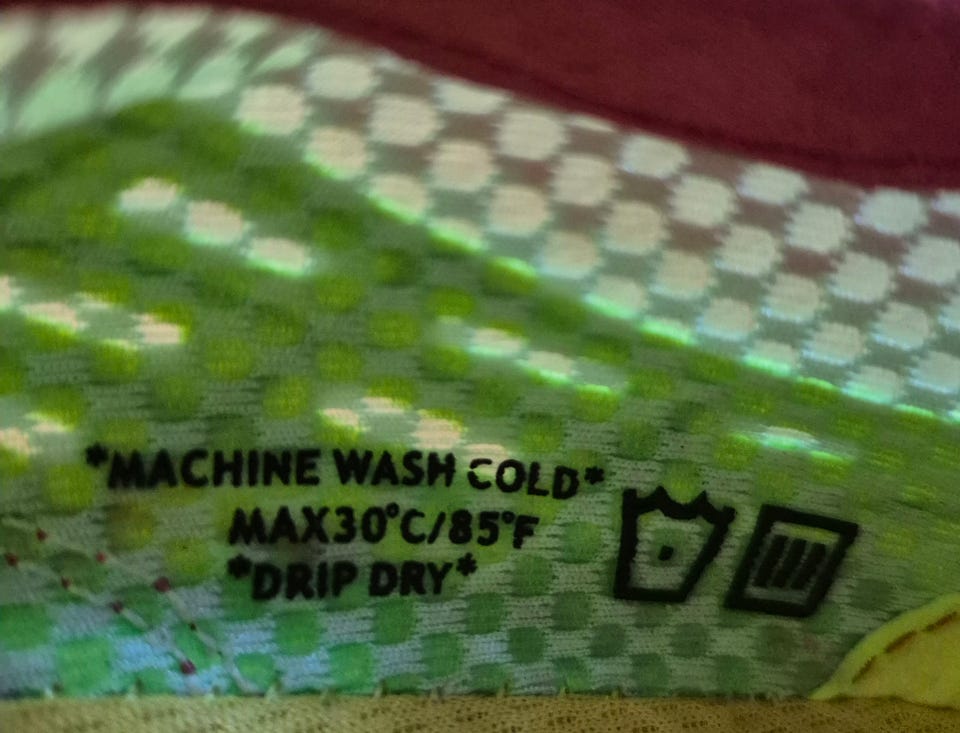 *MACHINE WASH COLD*
MAX30°C/85°F
*DRIP DRY*